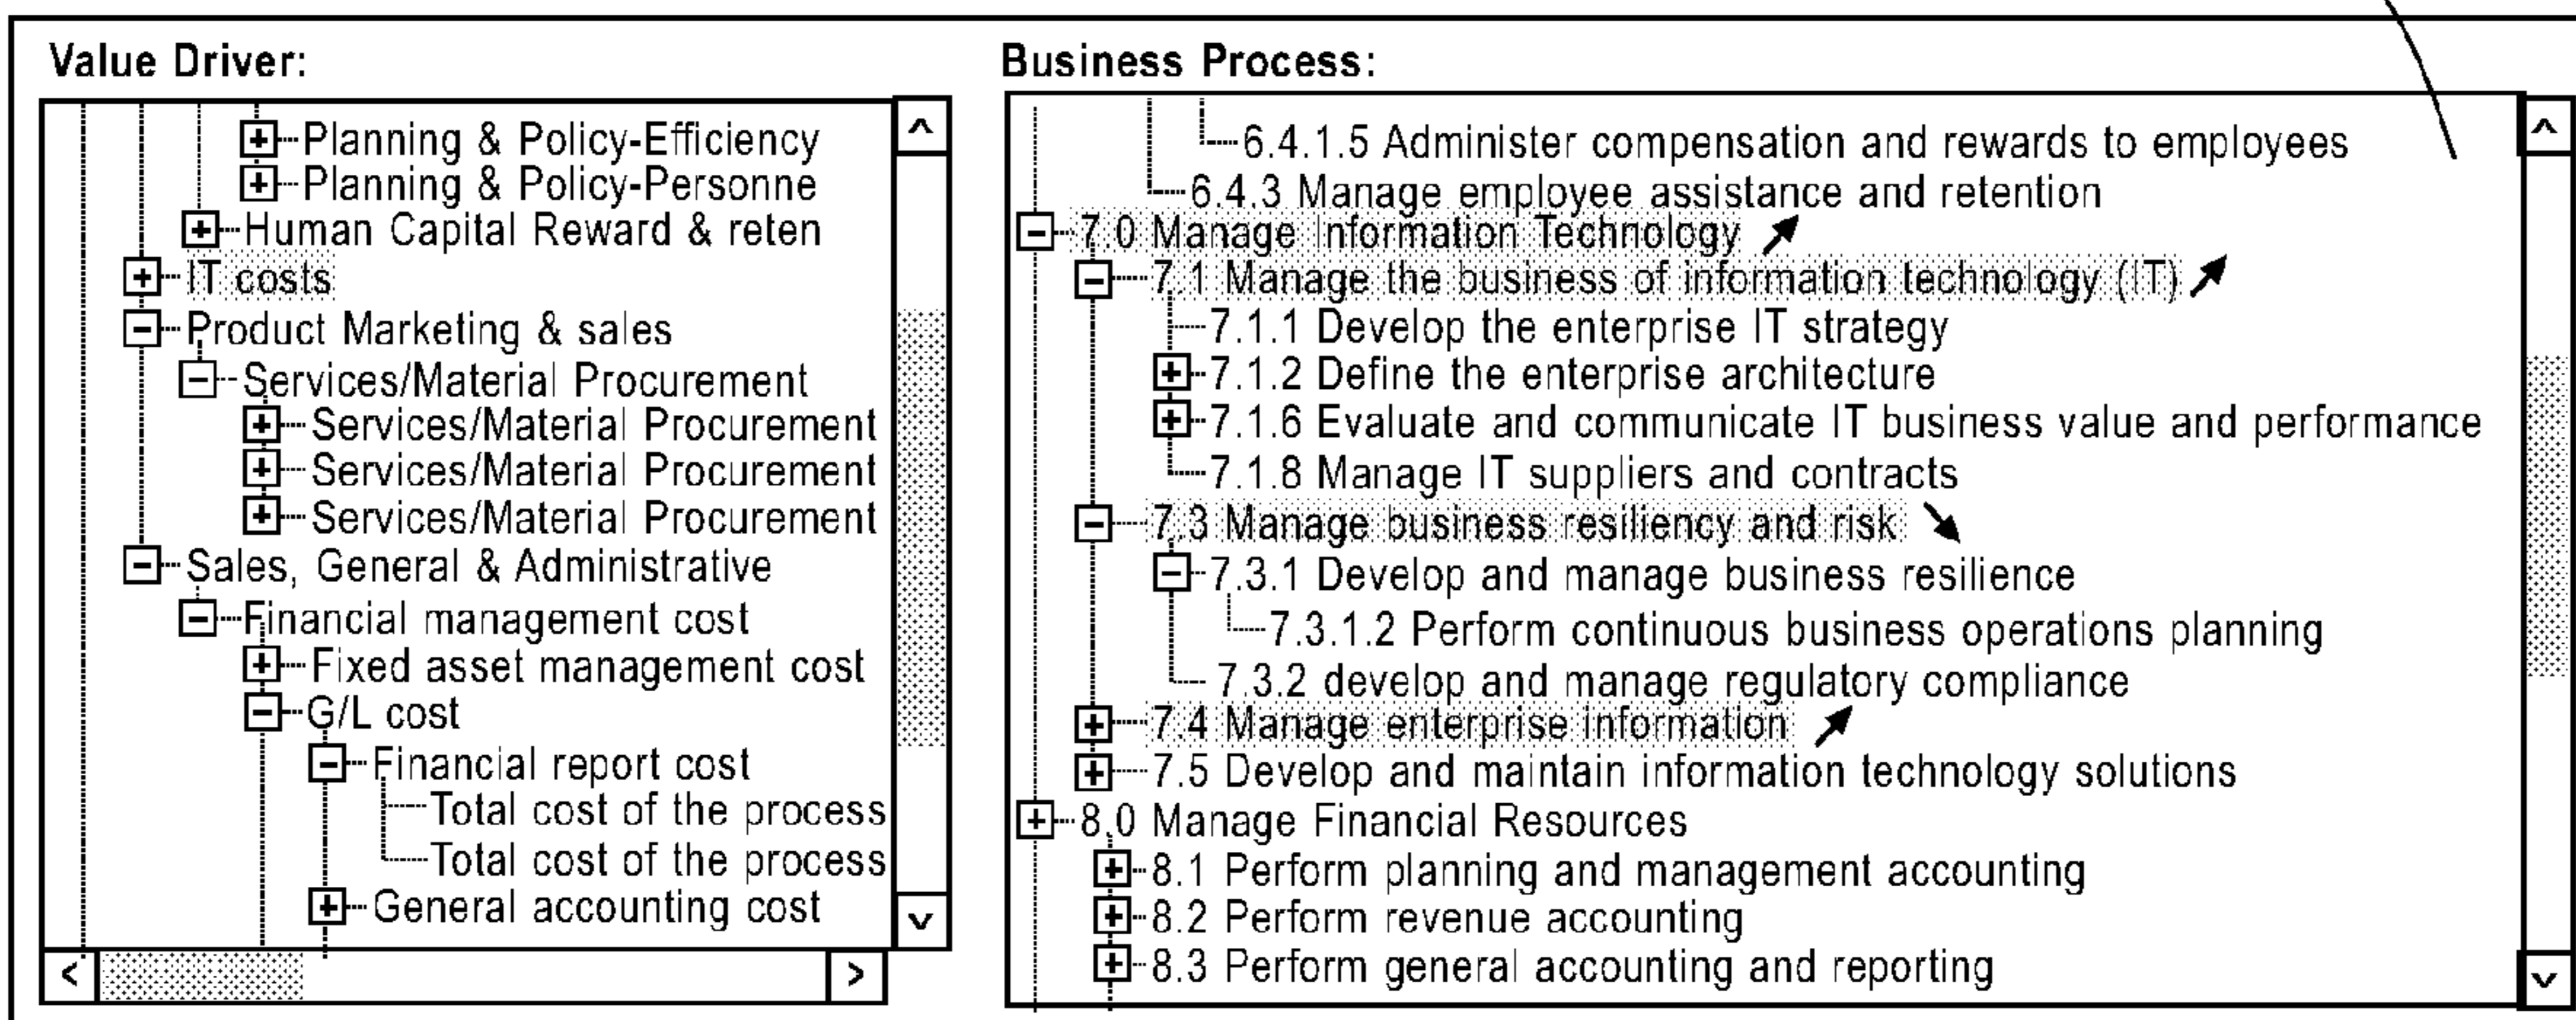 Value Driver:
Planning & Policy-Efficiency
Planning & Policy-Personne
Human Capital Reward & reten
IT costs
Product Marketing & sales
Services/Material Procurement
Services/Material Procurement
Services/Material Procurement
Services/Material Procurement
Sales, General & Administrative
Financial management cost
Fixed asset management cost
G/L cost
Financial report cost
Total cost of the process
Total cost of the process
General accounting cost
Business Process:
6.4.1.5 Administer compensation and rewards to employees
6.4.3 Manage employee assistance and retention
7.0 Manage Information Technology
7.1 Manage the business of information technology (IT)
7.1.1 Develop the enterprise IT strategy
7.1.2 Define the enterprise architecture
7.1.6 Evaluate and communicate IT business value and performance
7.1.8 Manage IT suppliers and contracts
7.3 Manage business resiliency and risk
7.3.1 Develop and manage business resilience
7.3.1.2 Perform continuous business operations planning
7.3.2 develop and manage regulatory compliance
7.4 Manage enterprise information
7.5 Develop and maintain information technology solutions
8.0 Manage Financial Resources
8.1 Perform planning and management accounting
8.2 Perform revenue accounting
8.3 Perform general accounting and reporting